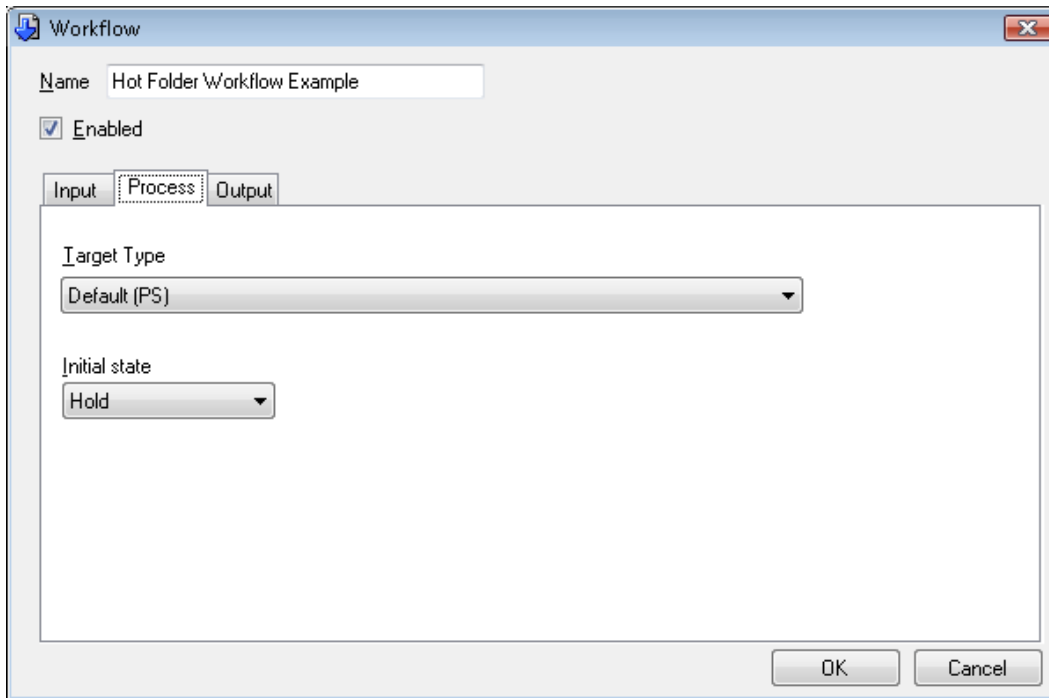 Workflow
Name Hot Folder Workflow Example
Enabled
Input Process Output
Target Type
Default (PS)
Initial state
Hold
OK Cancel